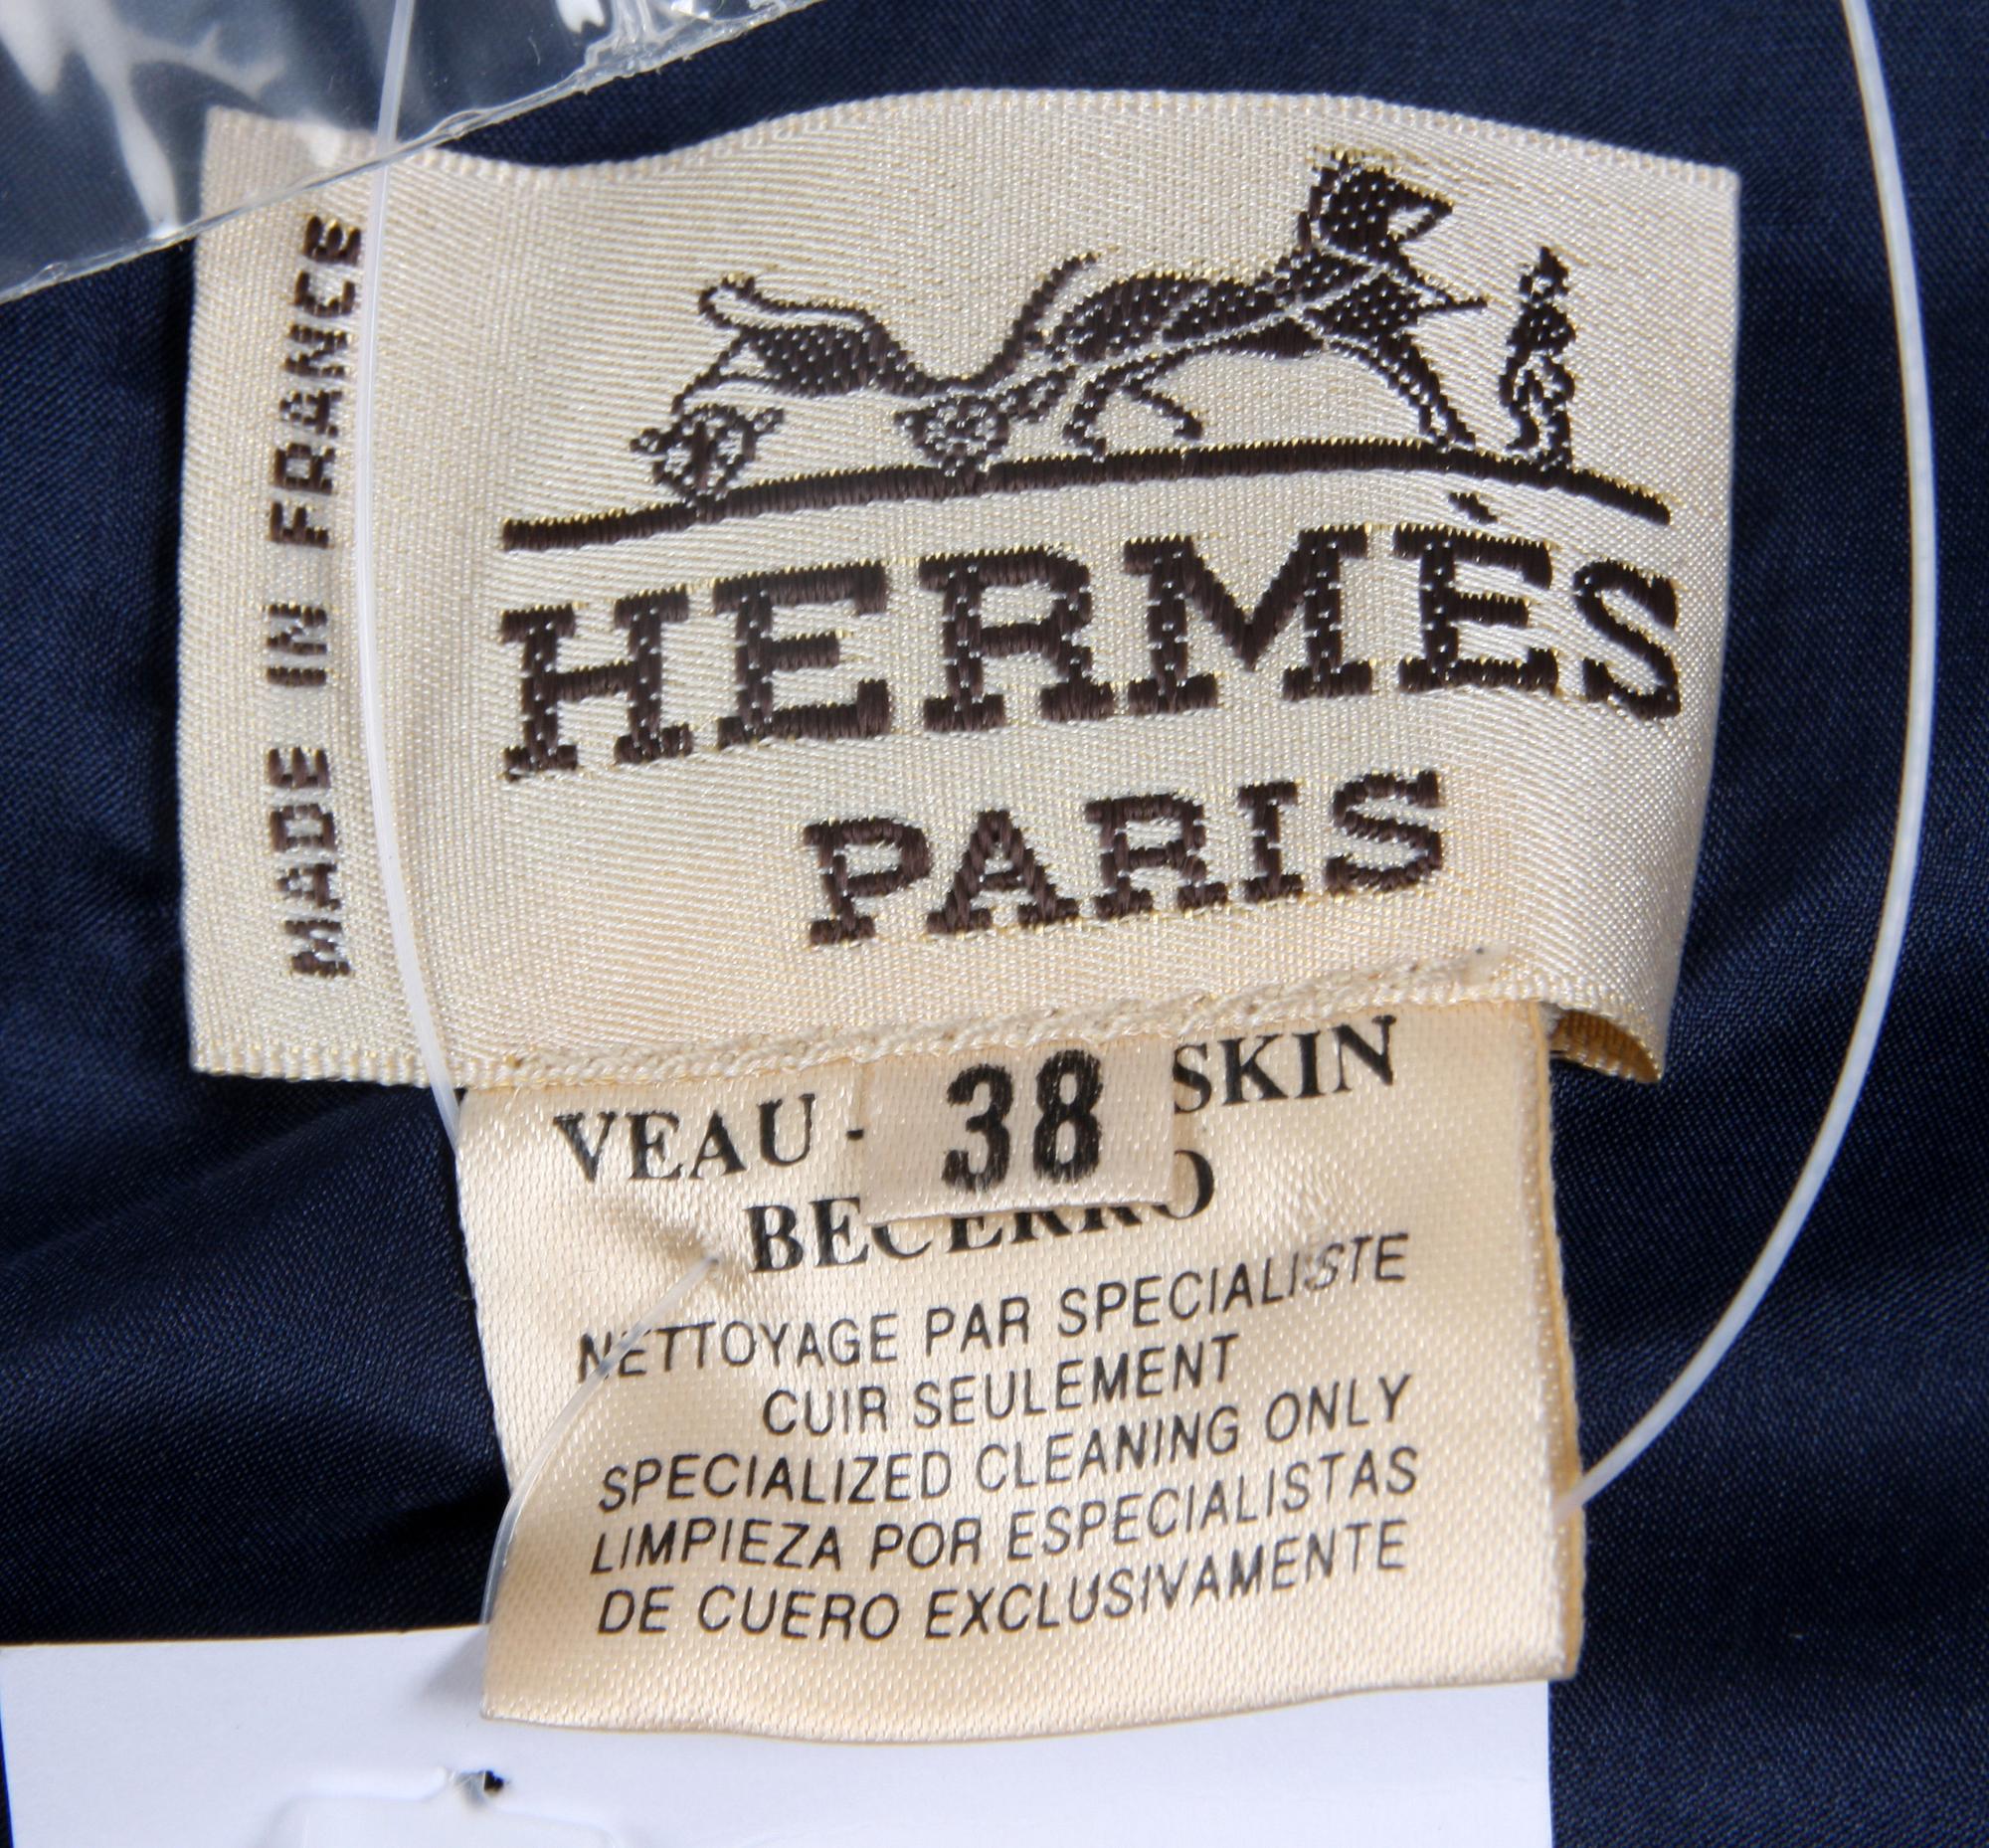 MADE IN FRANCE
HERMÈS
PARIS
38
VEAU - SKIN
BECERRO
NETTOYAGE PAR SPECIALISTE
CUIR SEULEMENT
SPECIALIZED CLEANING ONLY
LIMPIEZA POR ESPECIALISTAS
DE CUERO EXCLUSIVAMENTE